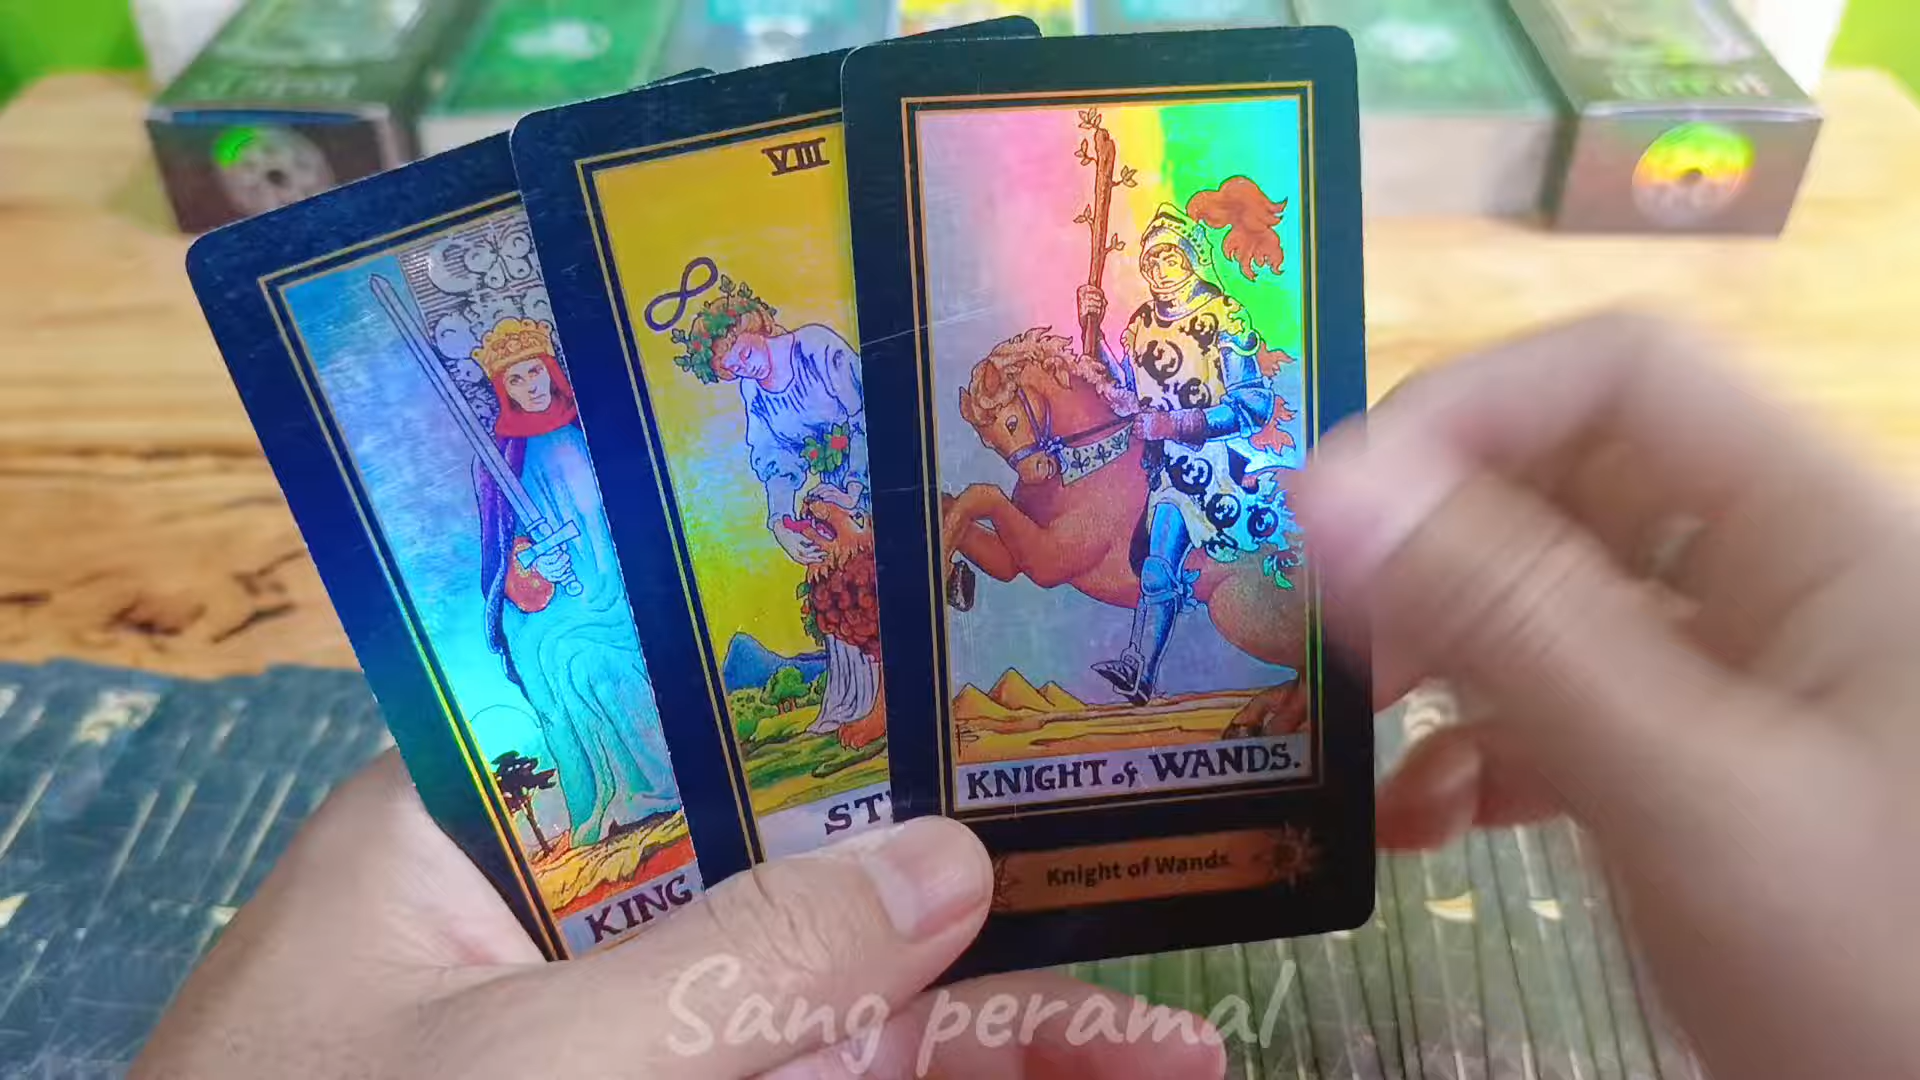 VIII
KING
ST
KNIGHT of WANDS.
Knight of Wands
Sang peramal